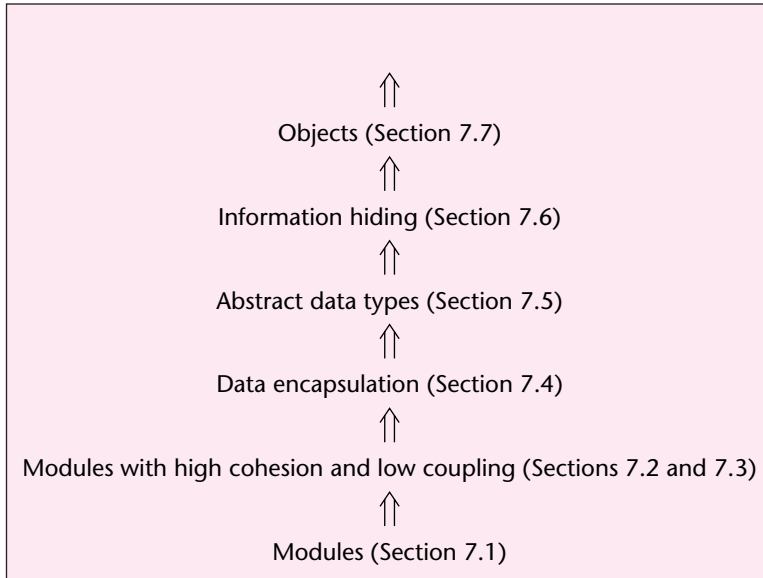 Objects (Section 7.7)
Information hiding (Section 7.6)
Abstract data types (Section 7.5)
Data encapsulation (Section 7.4)
Modules with high cohesion and low coupling (Sections 7.2 and 7.3)
Modules (Section 7.1)